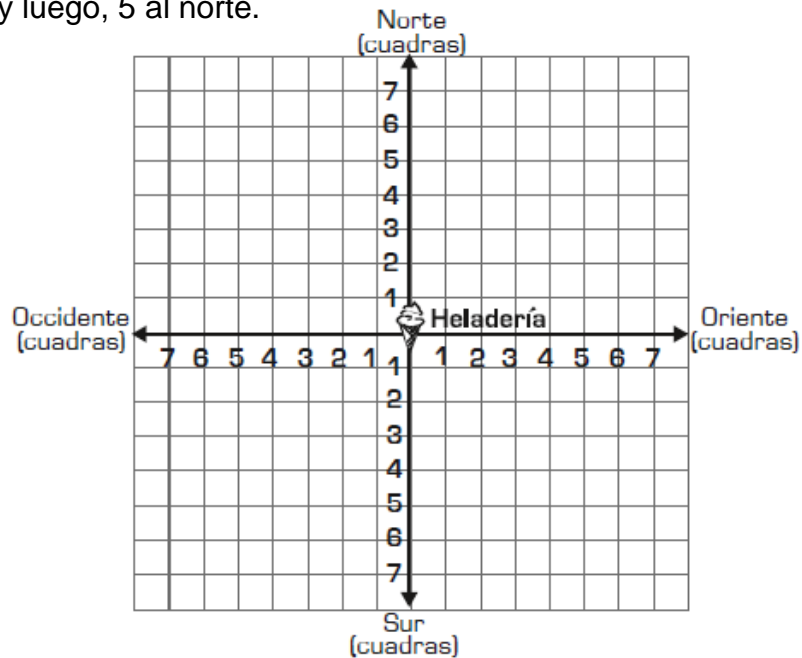 y luego, 5 al norte.
Norte
(cuadras)
7
6
5
4
3
2
1
Heladería
Occidente
(cuadras)
Oriente
(cuadras)
7 6 5 4 3 2 1 1 2 3 4 5 6 7
1
2
3
4
5
6
7
Sur
(cuadras)